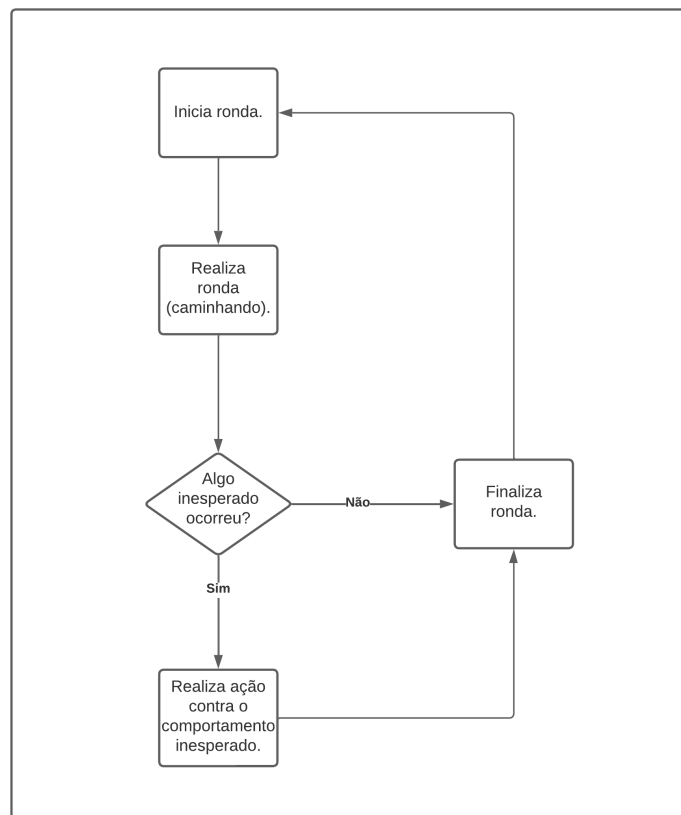 Inicia ronda.
Realiza
ronda
(caminhando).
Algo
inesperado
ocorreu?
Não
Finaliza
ronda.
Sim
Realiza ação
contra o
comportamento
inesperado.